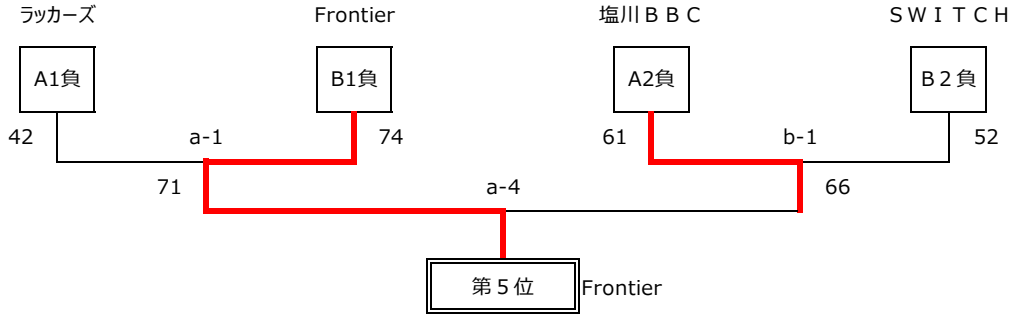 ラッカーズ Frontier 塩川ＢＢＣ ＳＷＩＴＣＨ
A1負 B1負 A2負 Ｂ２負
42 a-1 74 61 b-1 52
71 a-4 66
第５位 Frontier